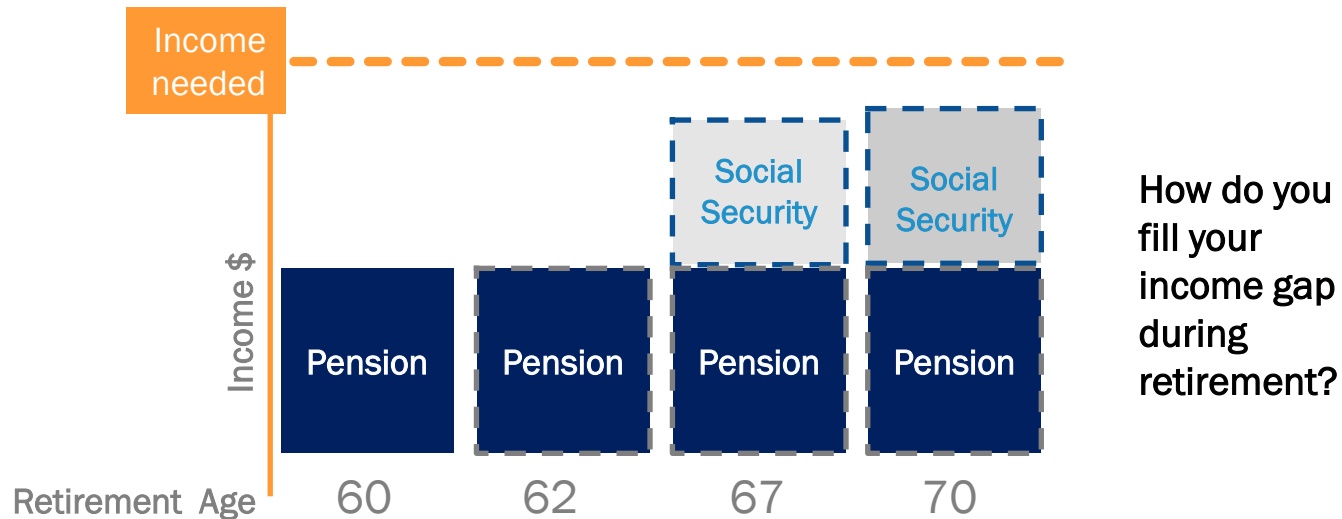 Income
needed
Social
Security
Social
Security
Income $
Pension
Pension
Pension
Pension
Retirement Age
60
62
67
70
How do you
fill your
income gap
during
retirement?